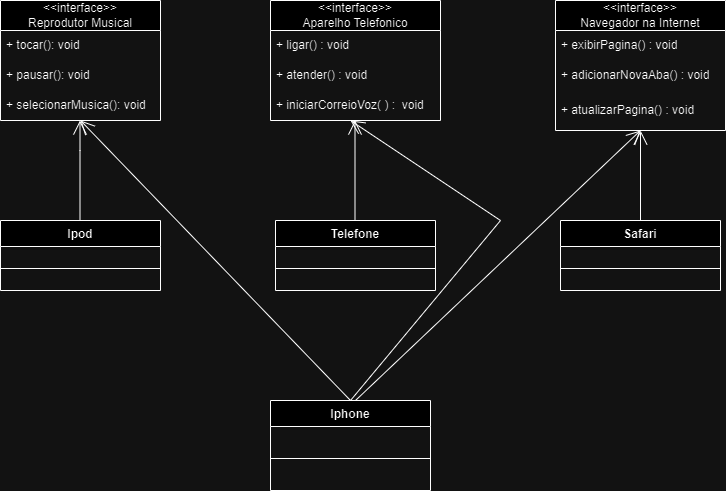 <<interface>>
Reprodutor Musical
+ tocar(): void
+ pausar(): void
+ selecionarMusica(): void
<<interface>>
Aparelho Telefonico
+ ligar() : void
+ atender() : void
+ iniciarCorreioVoz( ) :  void
<<interface>>
Navegador na Internet
+ exibirPagina() : void
+ adicionarNovaAba() : void
+ atualizarPagina() : void
Ipod
Telefone
Safari
Iphone